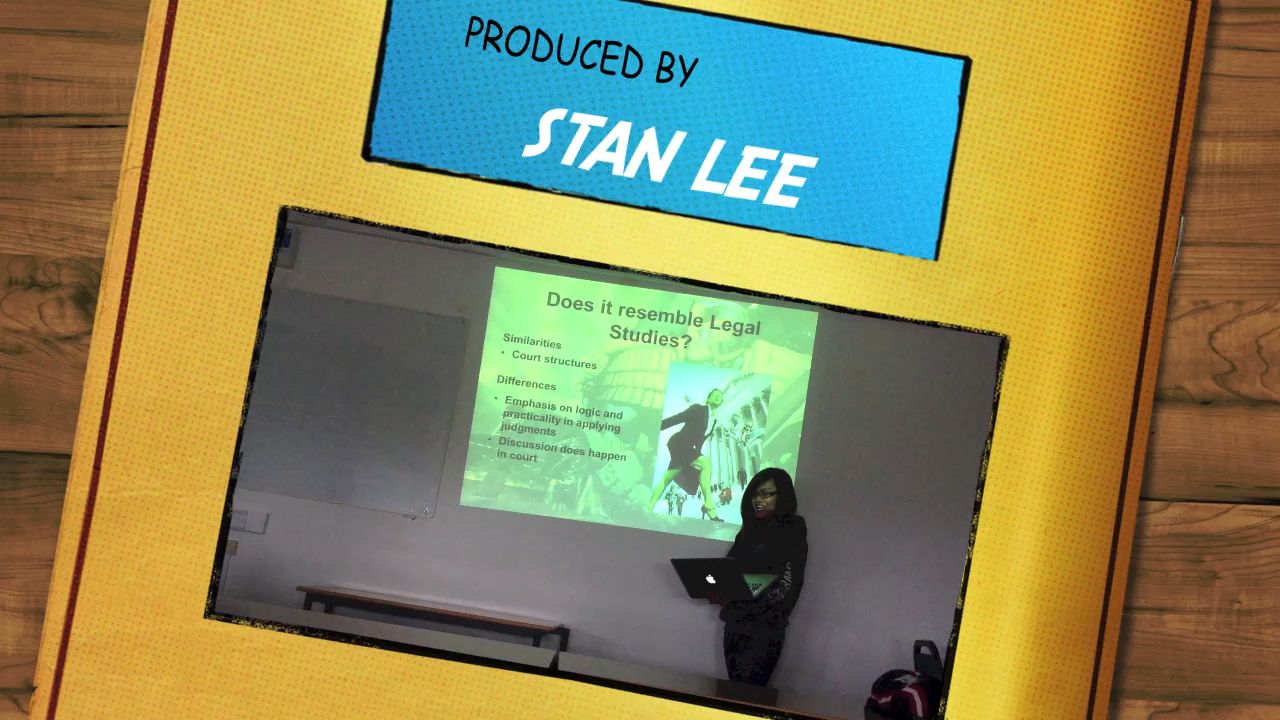 PRODUCED BY
STAN LEE
Does it resemble Legal
Studies?
Similarities
• Court structures
Differences
• Emphasis on logic and
practicality in applying
judgments
• Discussion does happen
in court